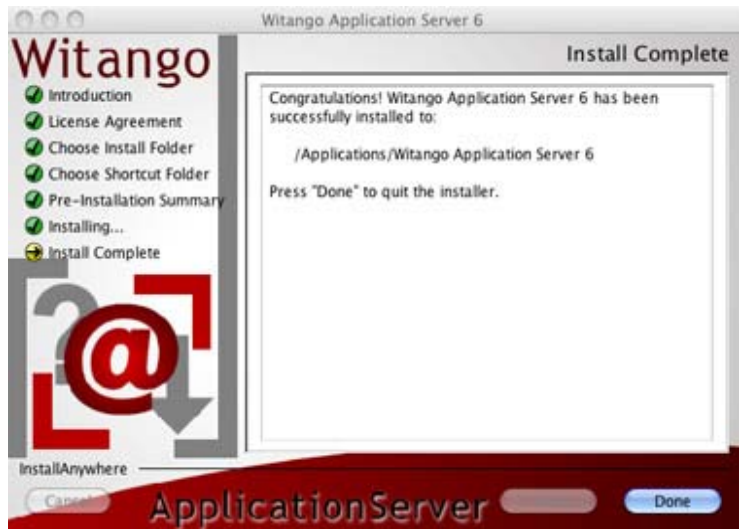 Witango Application Server 6
Witango
Install Complete
Introduction
License Agreement
Choose Install Folder
Choose Shortcut Folder
Pre-Installation Summary
Installing...
Install Complete
Congratulations! Witango Application Server 6 has been
successfully installed to:
/Applications/Witango Application Server 6
Press "Done" to quit the installer.
?
@
InstallAnywhere
Cancel
ApplicationServer
Done